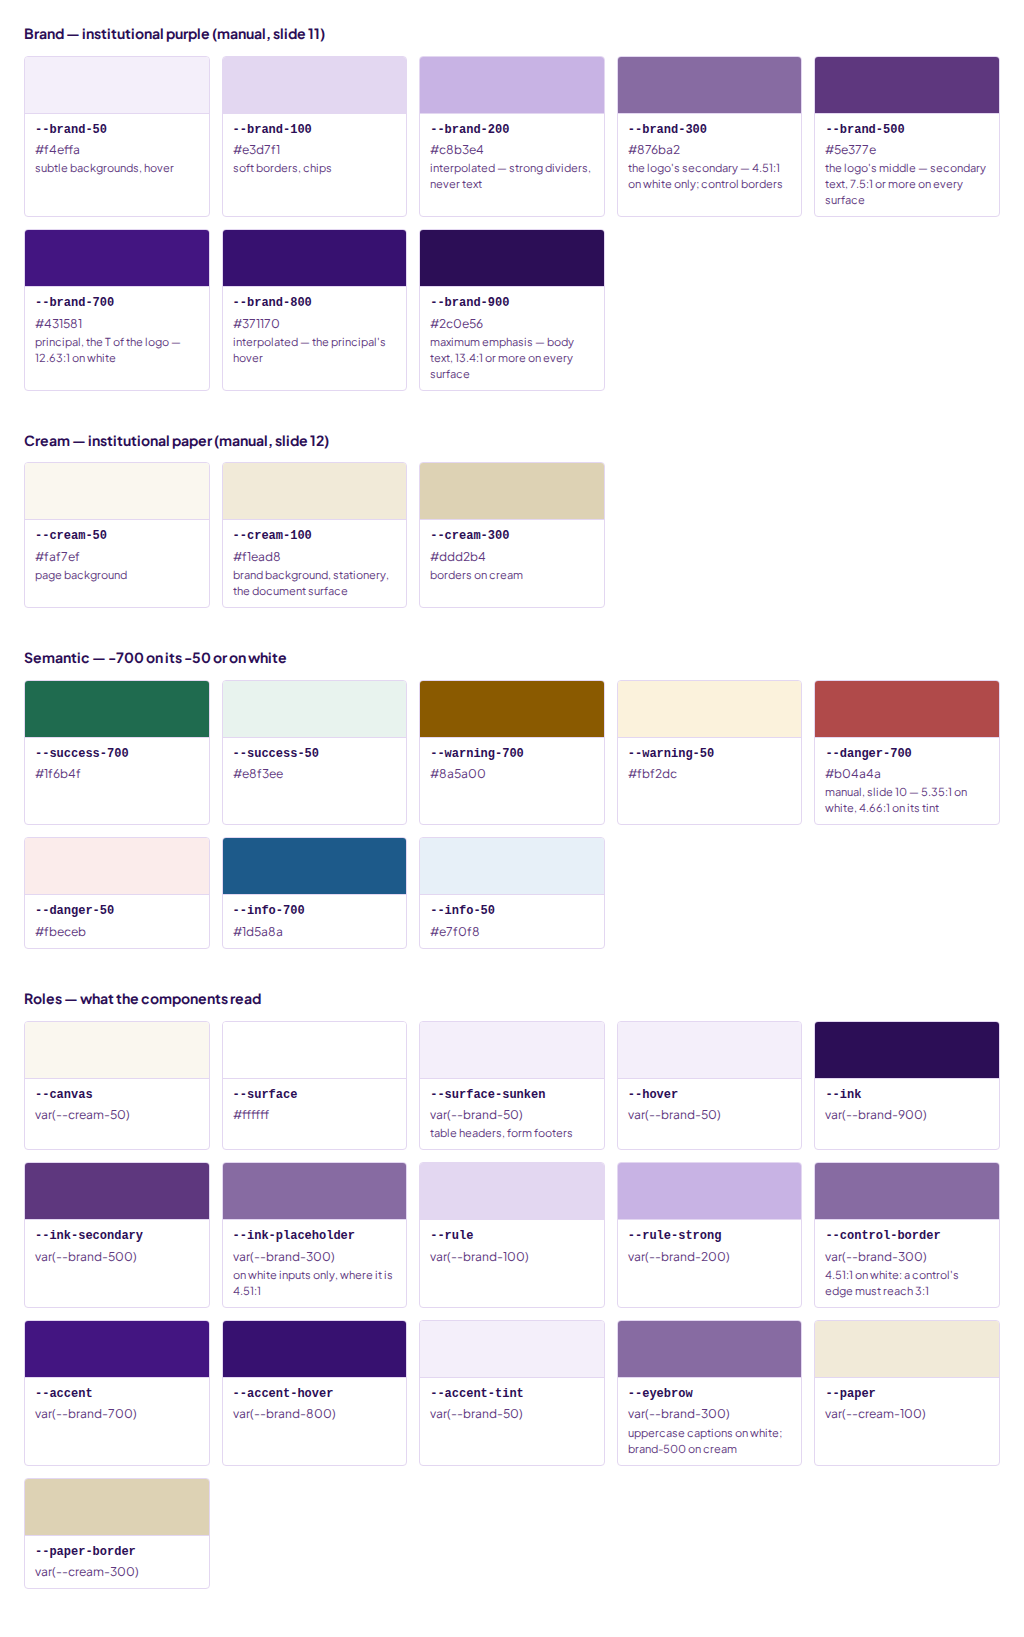 Brand — institutional purple (manual, slide 11)
--brand-50
#f4effa
subtle backgrounds, hover
--brand-100
#e3d7f1
soft borders, chips
--brand-200
#c8b3e4
interpolated — strong dividers,
never text
--brand-300
#876ba2
the logo's secondary — 4.51:1
on white only; control borders
--brand-500
#5e377e
the logo's middle — secondary
text, 7.5:1 or more on every
surface
--brand-700
#431581
principal, the T of the logo —
12.63:1 on white
--brand-800
#371170
interpolated — the principal's
hover
--brand-900
#2c0e56
maximum emphasis — body
text, 13.4:1 or more on every
surface
Cream — institutional paper (manual, slide 12)
--cream-50
#faf7ef
page background
--cream-100
#f1ead8
brand background, stationery,
the document surface
--cream-300
#ddd2b4
borders on cream
Semantic — -700 on its -50 or on white
--success-700
#1f6b4f
--success-50
#e8f3ee
--warning-700
#8a5a00
--warning-50
#fbf2dc
--danger-700
#b04a4a
manual, slide 10 — 5.35:1 on
white, 4.66:1 on its tint
--danger-50
#fbeceb
--info-700
#1d5a8a
--info-50
#e7f0f8
Roles — what the components read
--canvas
var(--cream-50)
--surface
#ffffff
--surface-sunken
var(--brand-50)
table headers, form footers
--hover
var(--brand-50)
--ink
var(--brand-900)
--ink-secondary
var(--brand-500)
--ink-placeholder
var(--brand-300)
on white inputs only, where it is
4.51:1
--rule
var(--brand-100)
--rule-strong
var(--brand-200)
--control-border
var(--brand-300)
4.51:1 on white: a control's
edge must reach 3:1
--accent
var(--brand-700)
--accent-hover
var(--brand-800)
--accent-tint
var(--brand-50)
--eyebrow
var(--brand-300)
uppercase captions on white;
brand-500 on cream
--paper
var(--cream-100)
--paper-border
var(--cream-300)